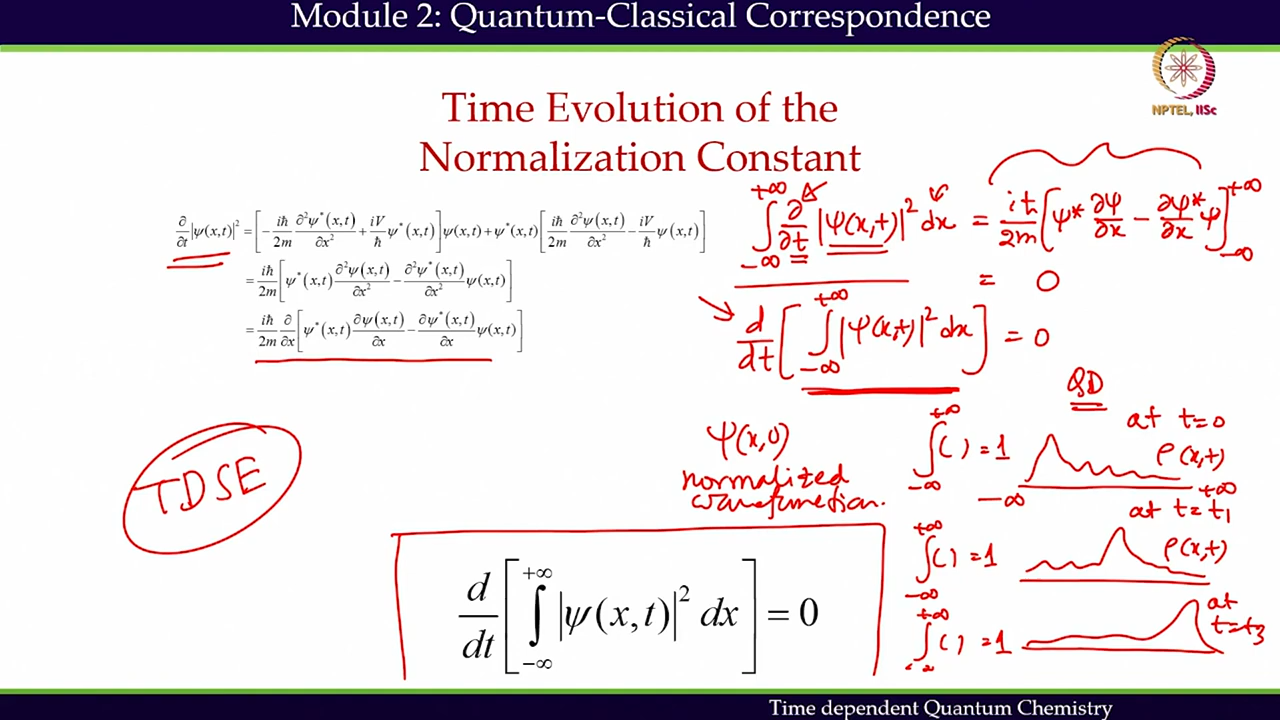 Module 2: Quantum-Classical Correspondence
NPTEL, IISc
Time Evolution of the
Normalization Constant
∂/∂t |ψ(x,t)|² = [-iħ/2m ∂²ψ*(x,t)/∂x² + iV/ħ ψ*(x,t)]ψ(x,t) + ψ*(x,t)[iħ/2m ∂²ψ(x,t)/∂x² - iV/ħ ψ(x,t)]
= iħ/2m [ψ*(x,t) ∂²ψ(x,t)/∂x² - ∂²ψ*(x,t)/∂x² ψ(x,t)]
= iħ/2m ∂/∂x [ψ*(x,t) ∂ψ(x,t)/∂x - ∂ψ*(x,t)/∂x ψ(x,t)]
∫_{-∞}^{+∞} ∂/∂t |ψ(x,t)|² dx = iħ/2m [ψ* ∂ψ/∂x - ∂ψ*/∂x ψ]_{-∞}^{+∞}
= 0
d/dt [∫_{-∞}^{+∞} |ψ(x,t)|² dx] = 0
TDSE
ψ(x,0)
normalized
wavefunction.
QD
at t=0
∫_{-∞}^{+∞} ( ) = 1
ρ(x,t)
-∞ +∞
at t=t₁
∫_{-∞}^{+∞} ( ) = 1
ρ(x,t)
at
t=t₃
∫_{-∞}^{+∞} ( ) = 1
d/dt [∫_{-∞}^{+∞} |ψ(x,t)|² dx] = 0
Time dependent Quantum Chemistry